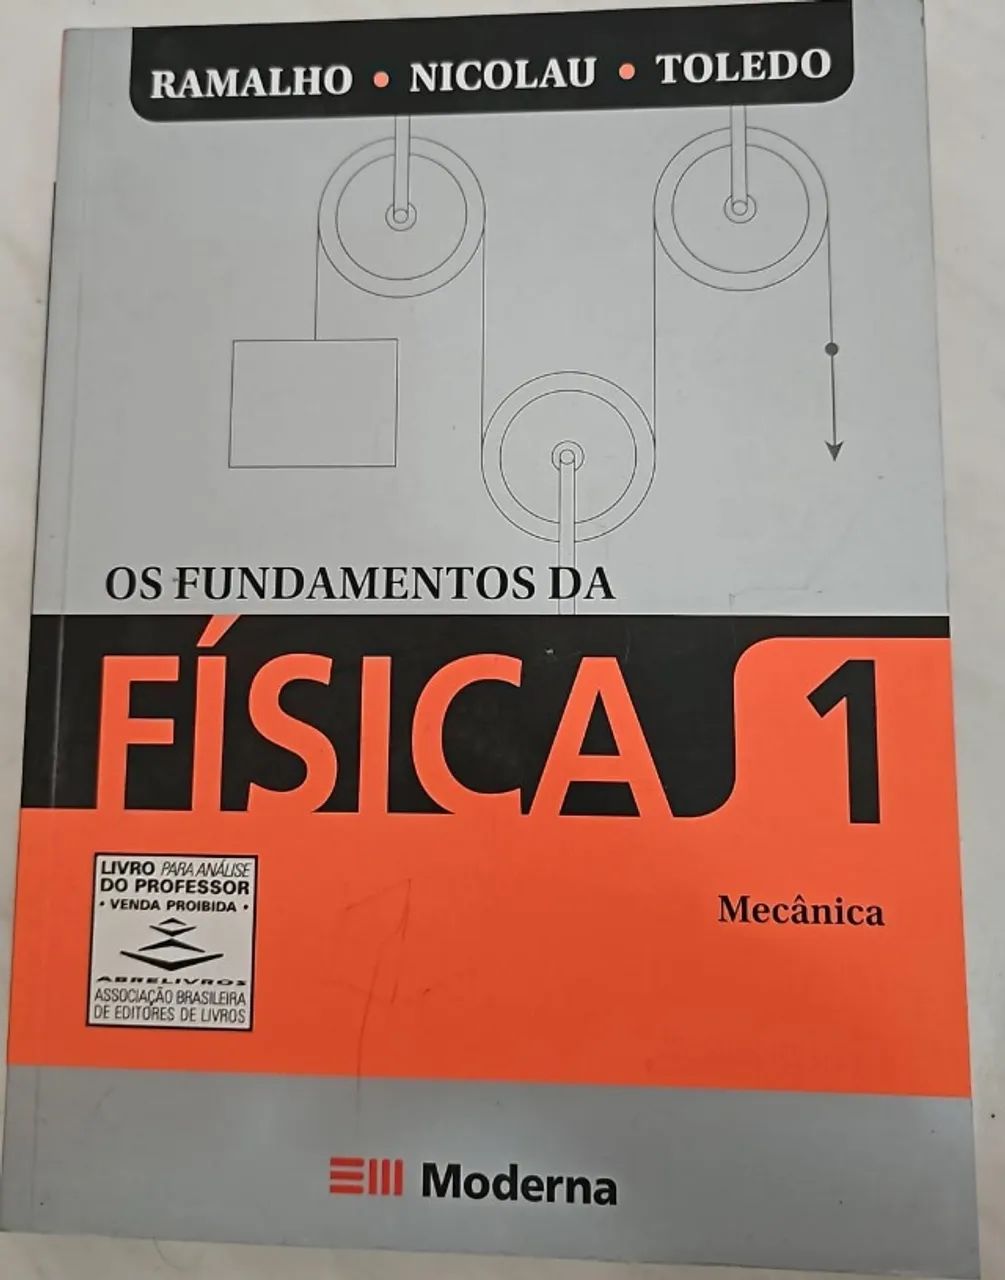 RAMALHO • NICOLAU • TOLEDO
OS FUNDAMENTOS DA
FÍSICA 1
LIVRO PARA ANÁLISE
DO PROFESSOR
• VENDA PROIBIDA •
ABRELIVROS
ASSOCIAÇÃO BRASILEIRA
DE EDITORES DE LIVROS
Mecânica
Moderna